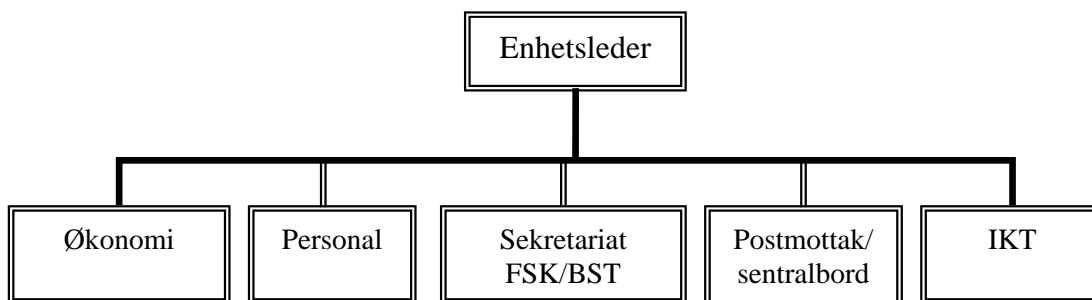 Enhetsleder
Økonomi
Personal
Sekretariat
FSK/BST
Postmottak/
sentralbord
IKT